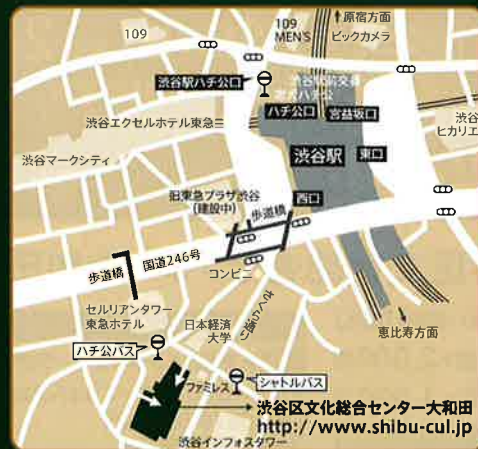 109
109
MEN'S
↑原宿方面
ビックカメラ
渋谷駅ハチ公口
ハチ公口
宮益坂口
渋谷エクセルホテル東急
渋谷
ヒカリエ
渋谷マークシティ
渋谷駅
東口
旧東急プラザ渋谷
(建設中)
西口
歩道橋
歩道橋
国道246号
コンビニ
セルリアンタワー
東急ホテル
日本経済
大学
さくら通り
恵比寿方面
ハチ公バス
ファミレス
シャトルバス
渋谷区文化総合センター大和田
http://www.shibu-cul.jp
渋谷インフォスタワー